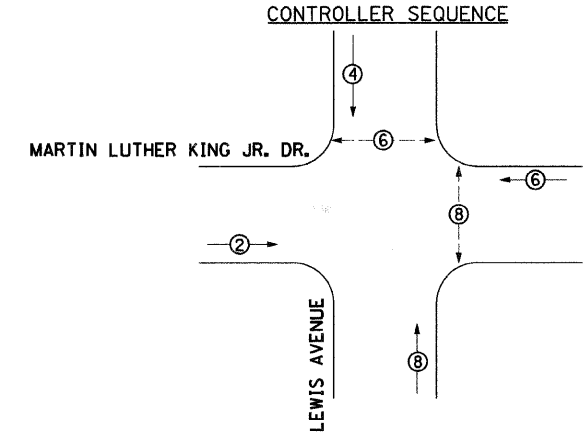 CONTROLLER SEQUENCE
4
6
MARTIN LUTHER KING JR. DR.
6
8
2
LEWIS AVENUE
8